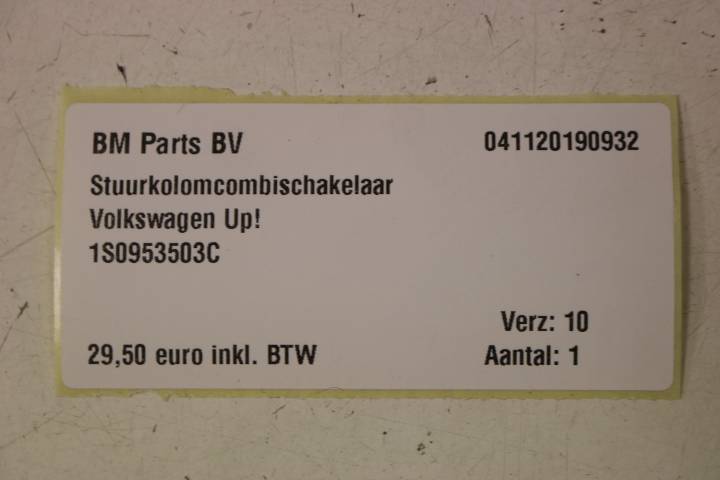 BM Parts BV 041120190932
Stuurkolomcombischakelaar
Volkswagen Up!
1S0953503C
Verz: 10
29,50 euro inkl. BTW Aantal: 1